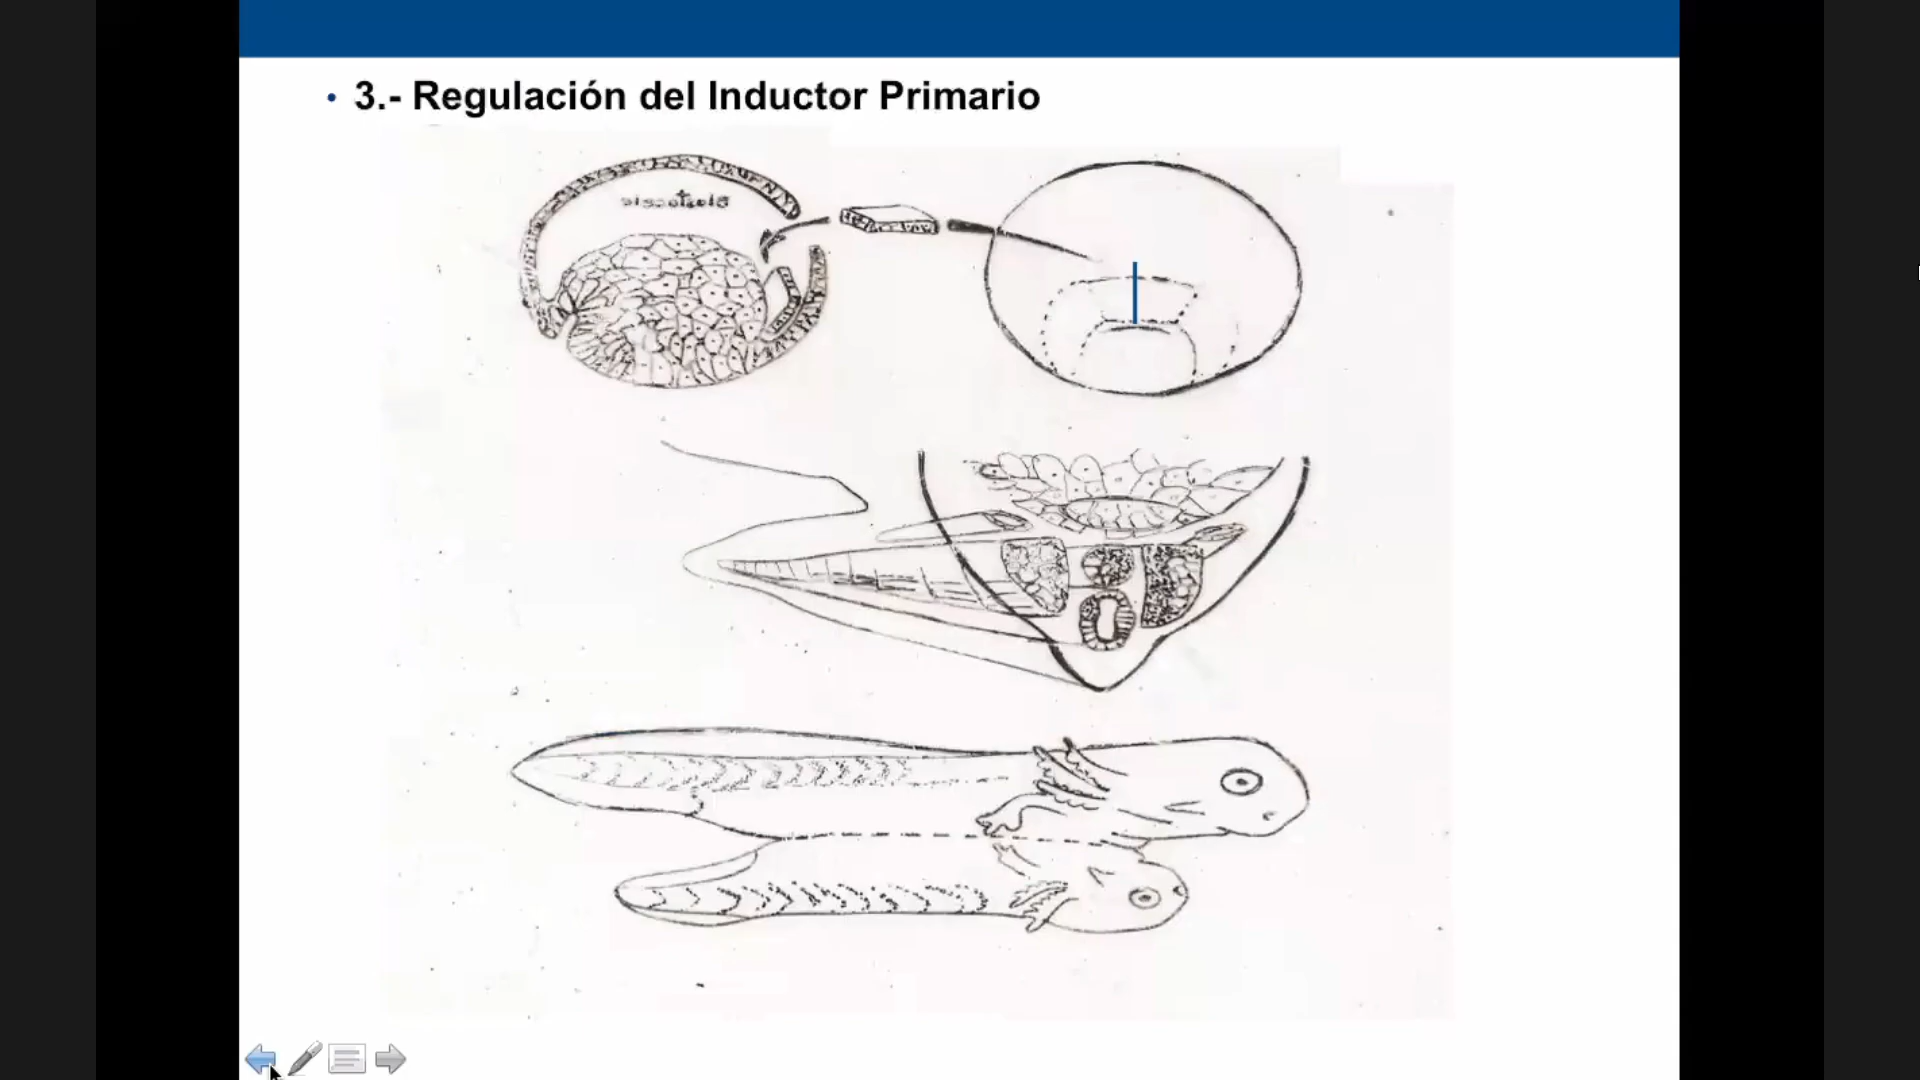 • 3.- Regulación del Inductor Primario